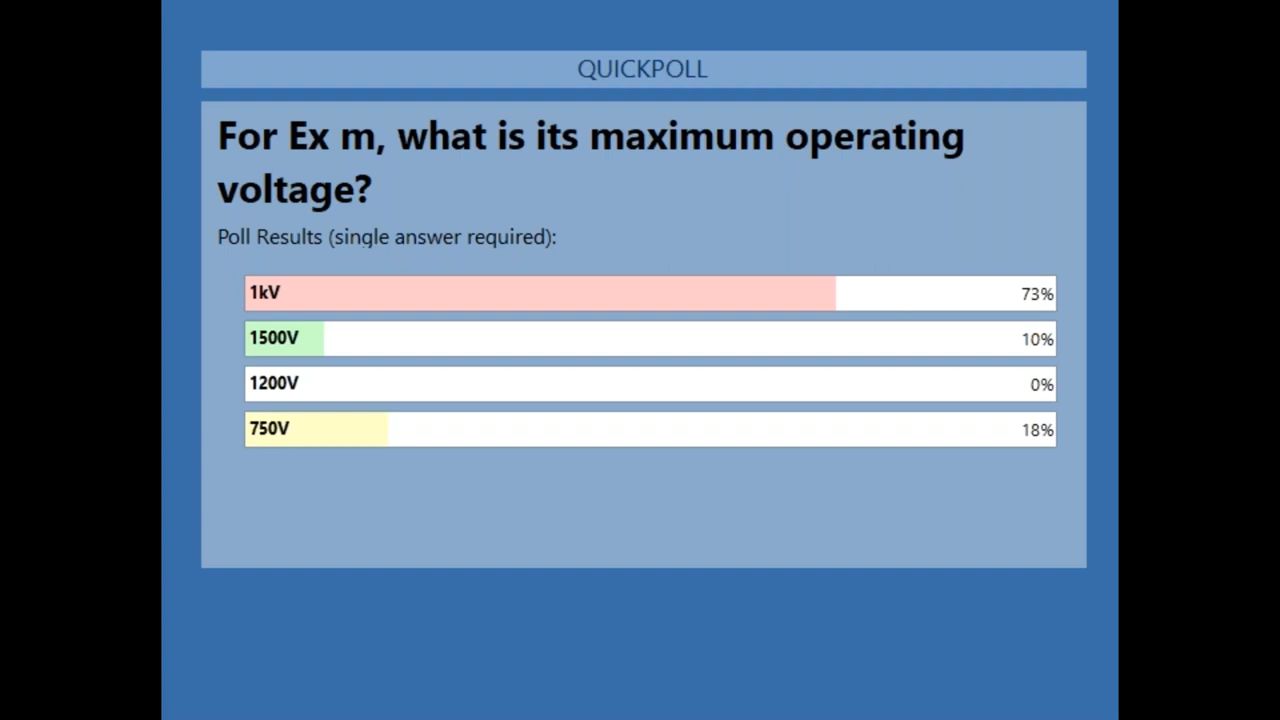 QUICKPOLL
For Ex m, what is its maximum operating
voltage?
Poll Results (single answer required):
1kV 73%
1500V 10%
1200V 0%
750V 18%